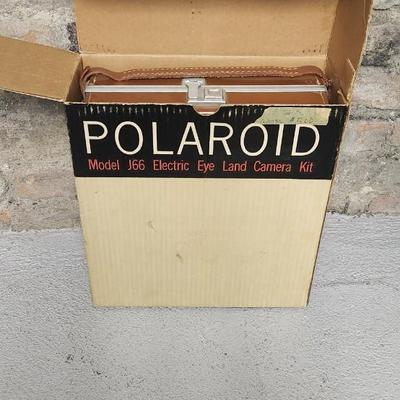 POLAROID
Model J66 Electric Eye Land Camera Kit